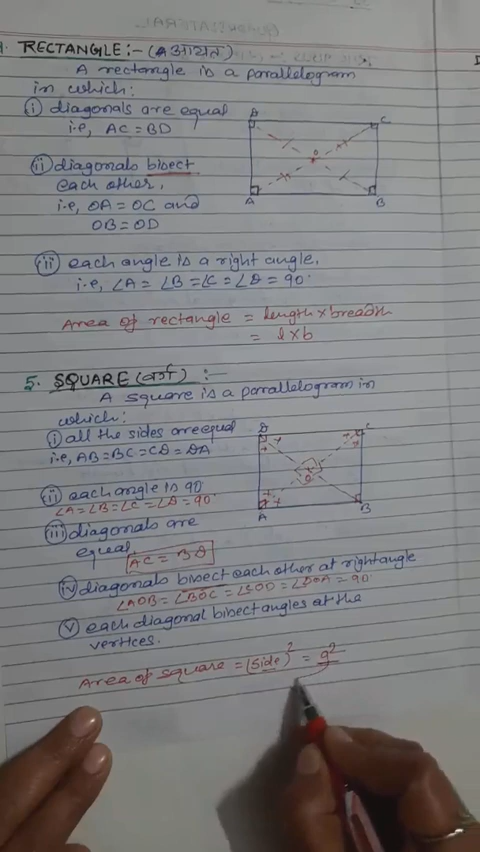 RECTANGLE:- (आयत)
A rectangle is a parallelogram
in which:
(i) diagonals are equal
i.e, AC = BD
(ii) diagonals bisect
each other,
i.e, OA = OC and
OB = OD
(iii) each angle is a right angle.
i.e, ∠A = ∠B = ∠C = ∠D = 90°
D
C
O
A
B
Area of rectangle = length × breadth
= l × b
5. SQUARE (वर्ग) :-
A square is a parallelogram in
which:
(i) all the sides are equal
i.e, AB = BC = CD = DA
(ii) each angle is 90
∠A = ∠B = ∠C = ∠D = 90°
(iii) diagonals are
equal.
AC = BD
D
C
O
A
B
(iv) diagonals bisect each other at right angle
∠AOB = ∠BOC = ∠COD = ∠DOA = 90
(v) each diagonal bisect angles at the
vertices.
Area of square = (side)² = a²